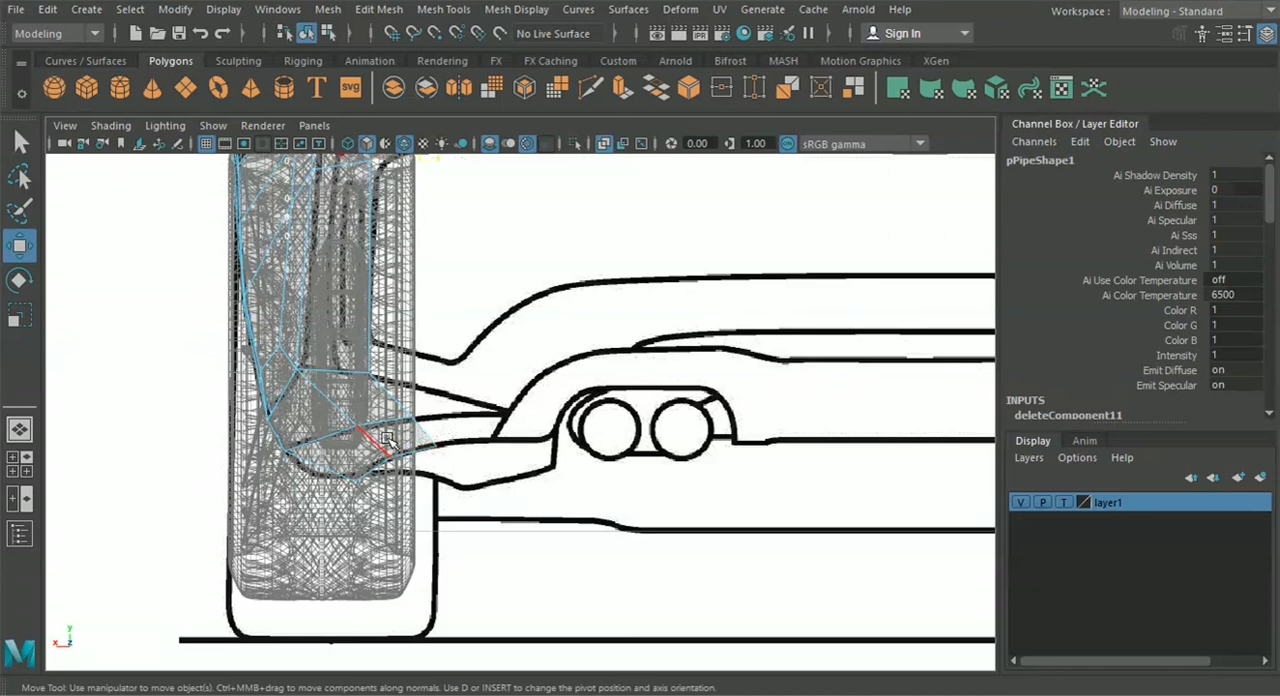 File Edit Create Select Modify Display Windows Mesh Edit Mesh Mesh Tools Mesh Display Curves Surfaces Deform UV Generate Cache Arnold Help Workspace: Modeling - Standard
Modeling No Live Surface Sign In
Curves / Surfaces Polygons Sculpting Rigging Animation Rendering FX FX Caching Custom Arnold Bifrost MASH Motion Graphics XGen
T svg
View Shading Lighting Show Renderer Panels
0.00 1.00 sRGB gamma
Channel Box / Layer Editor
Channels Edit Object Show
pPipeShape1
Ai Shadow Density 1
Ai Exposure 0
Ai Diffuse 1
Ai Specular 1
Ai Sss 1
Ai Indirect 1
Ai Volume 1
Ai Use Color Temperature off
Ai Color Temperature 6500
Color R 1
Color G 1
Color B 1
Intensity 1
Emit Diffuse on
Emit Specular on
INPUTS
deleteComponent11
Display Anim
Layers Options Help
V P T layer1
y
x z
M
Move Tool: Use manipulator to move object(s). Ctrl+MMB+drag to move components along normals. Use D or INSERT to change the pivot position and axis orientation.